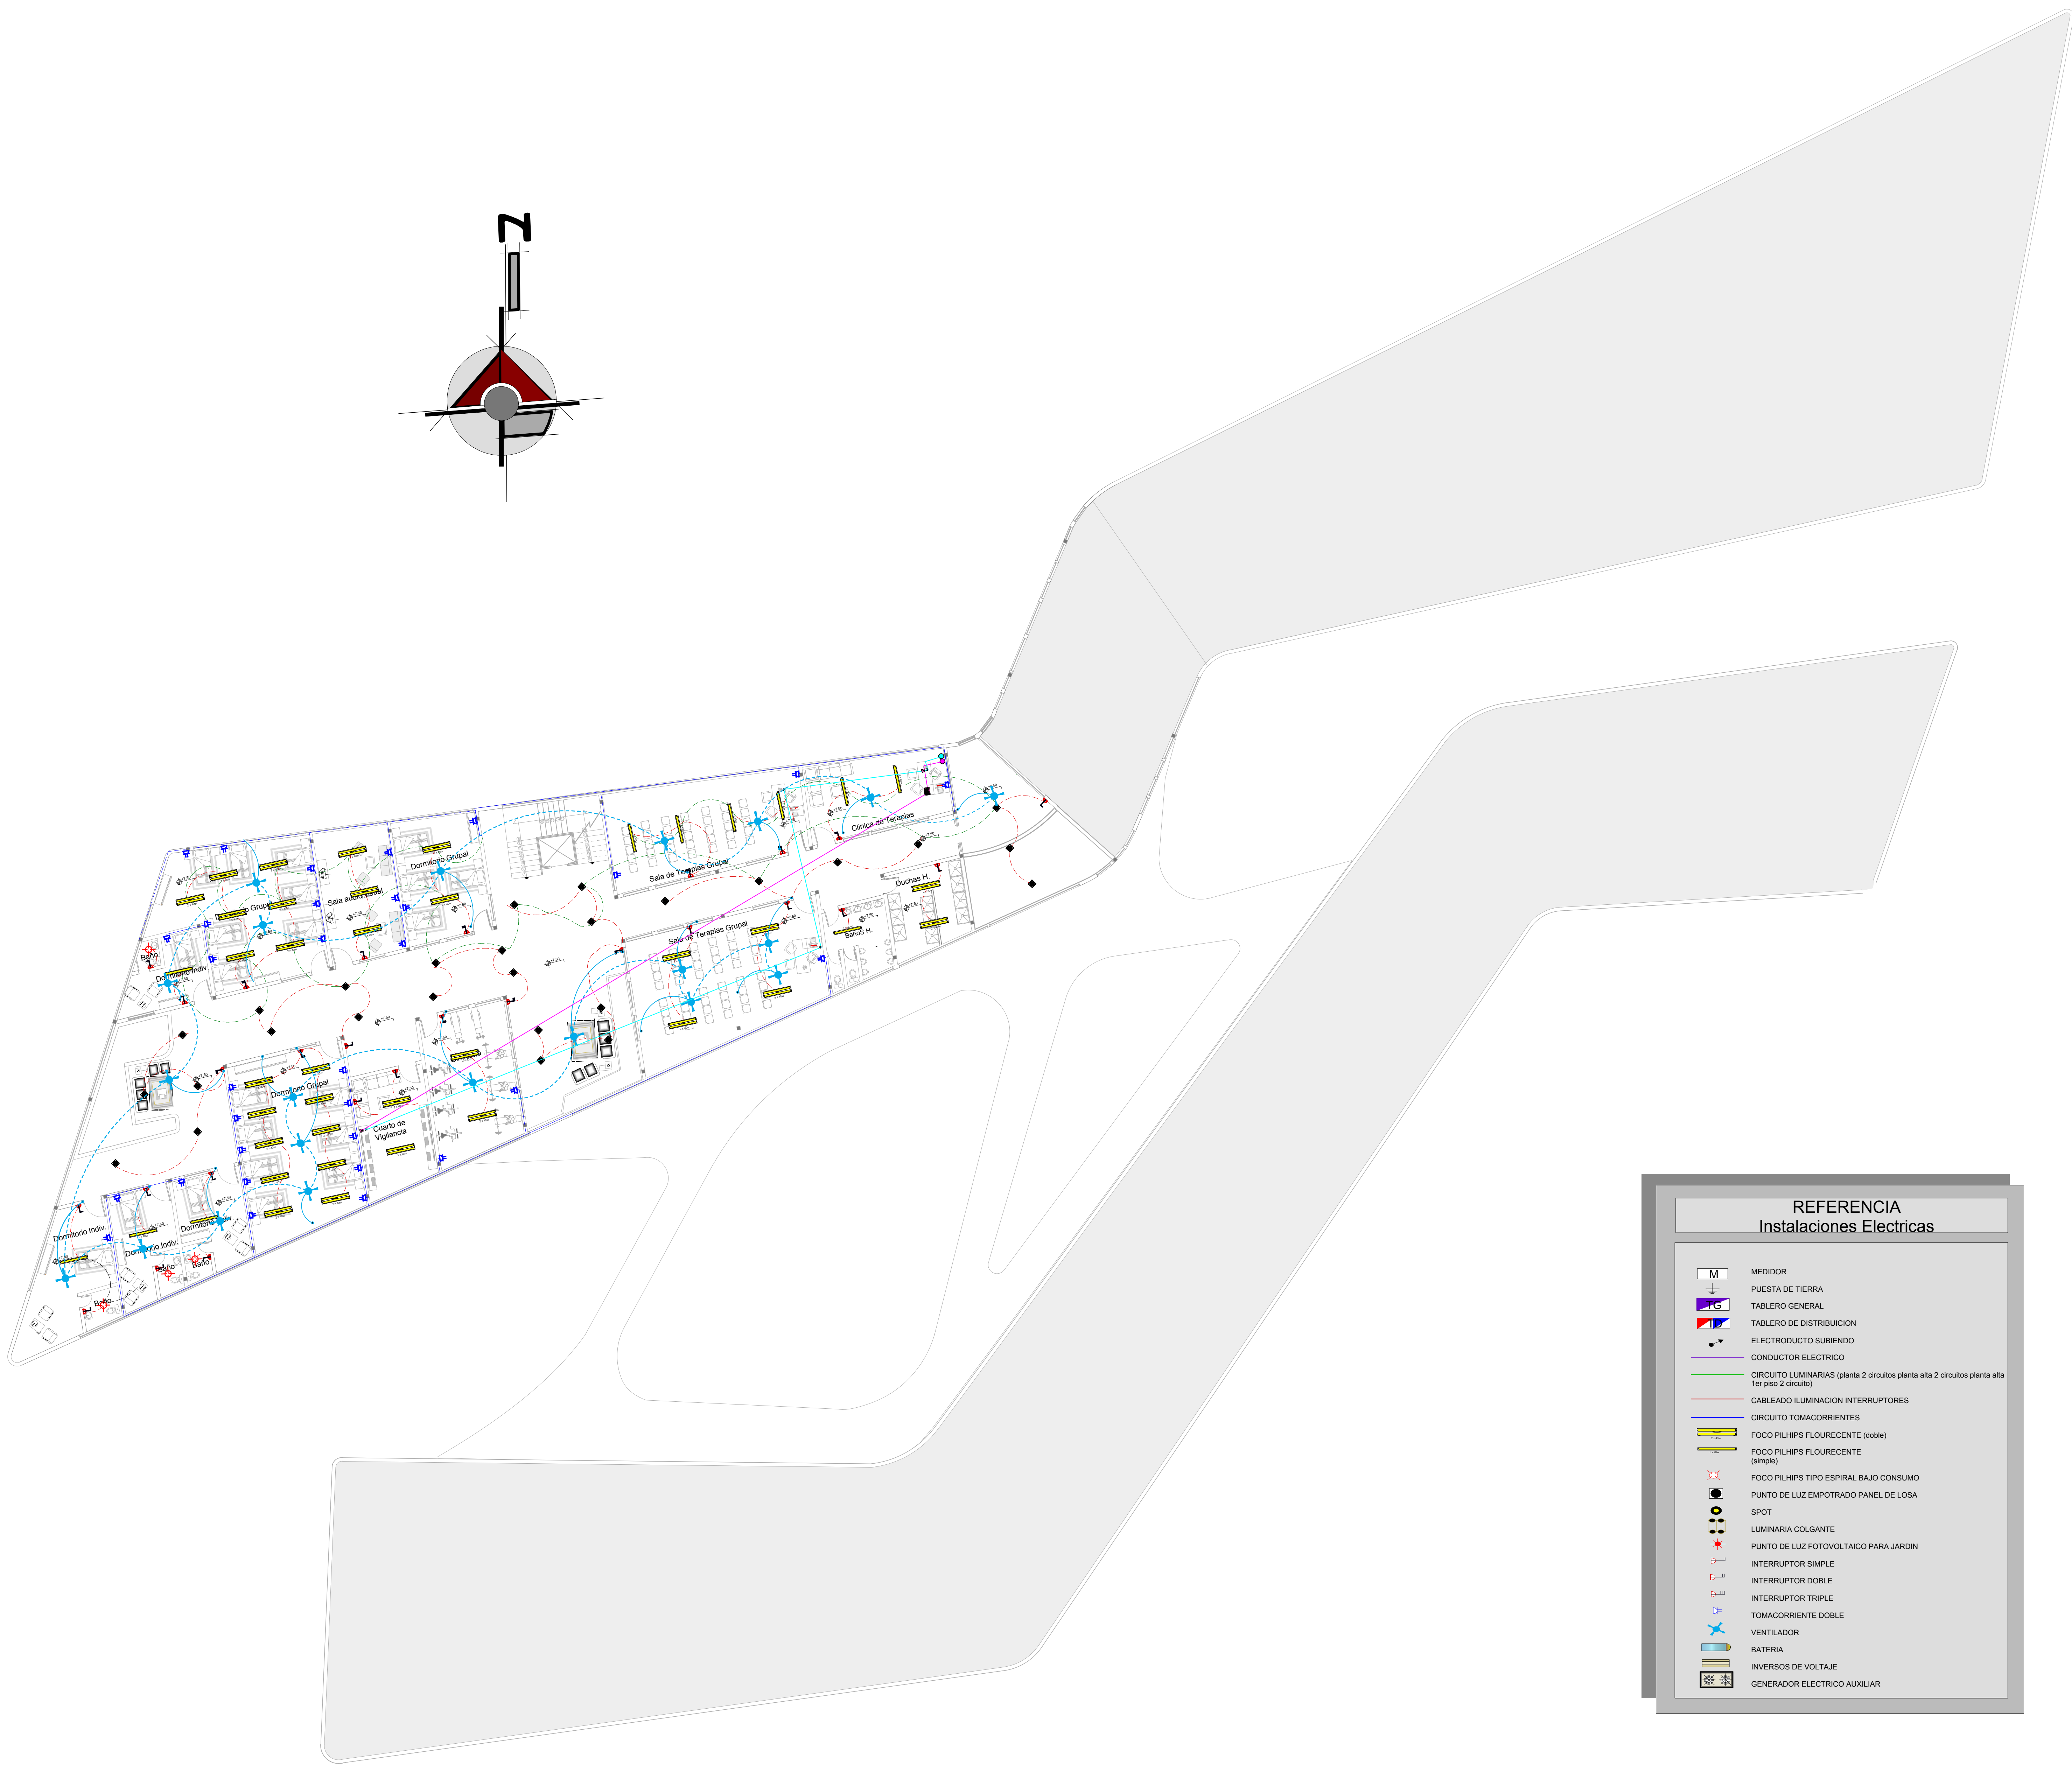 N
Clinica de Terapias
Dormitorio Grupal
Sala de Terapias Grupal
Duchas H.
Sala audio visual
Sala de Terapias Grupal
BañoS H.
Baño
Dormitorio Indiv.
Dormitorio Grupal
Cuarto de
Vigilancia
Dormitorio Indiv.
Dormitorio Indiv.
Dormitorio Indiv.
Baño
Baño
Baño
REFERENCIA
Instalaciones Electricas
M
MEDIDOR
PUESTA DE TIERRA
TG
TABLERO GENERAL
TABLERO DE DISTRIBUICION
ELECTRODUCTO SUBIENDO
CONDUCTOR ELECTRICO
CIRCUITO LUMINARIAS (planta 2 circuitos planta alta 2 circuitos planta alta
1er piso 2 circuito)
CABLEADO ILUMINACION INTERRUPTORES
CIRCUITO TOMACORRIENTES
FOCO PILHIPS FLOURECENTE (doble)
FOCO PILHIPS FLOURECENTE
(simple)
FOCO PILHIPS TIPO ESPIRAL BAJO CONSUMO
PUNTO DE LUZ EMPOTRADO PANEL DE LOSA
SPOT
LUMINARIA COLGANTE
PUNTO DE LUZ FOTOVOLTAICO PARA JARDIN
INTERRUPTOR SIMPLE
INTERRUPTOR DOBLE
INTERRUPTOR TRIPLE
TOMACORRIENTE DOBLE
VENTILADOR
BATERIA
INVERSOS DE VOLTAJE
GENERADOR ELECTRICO AUXILIAR